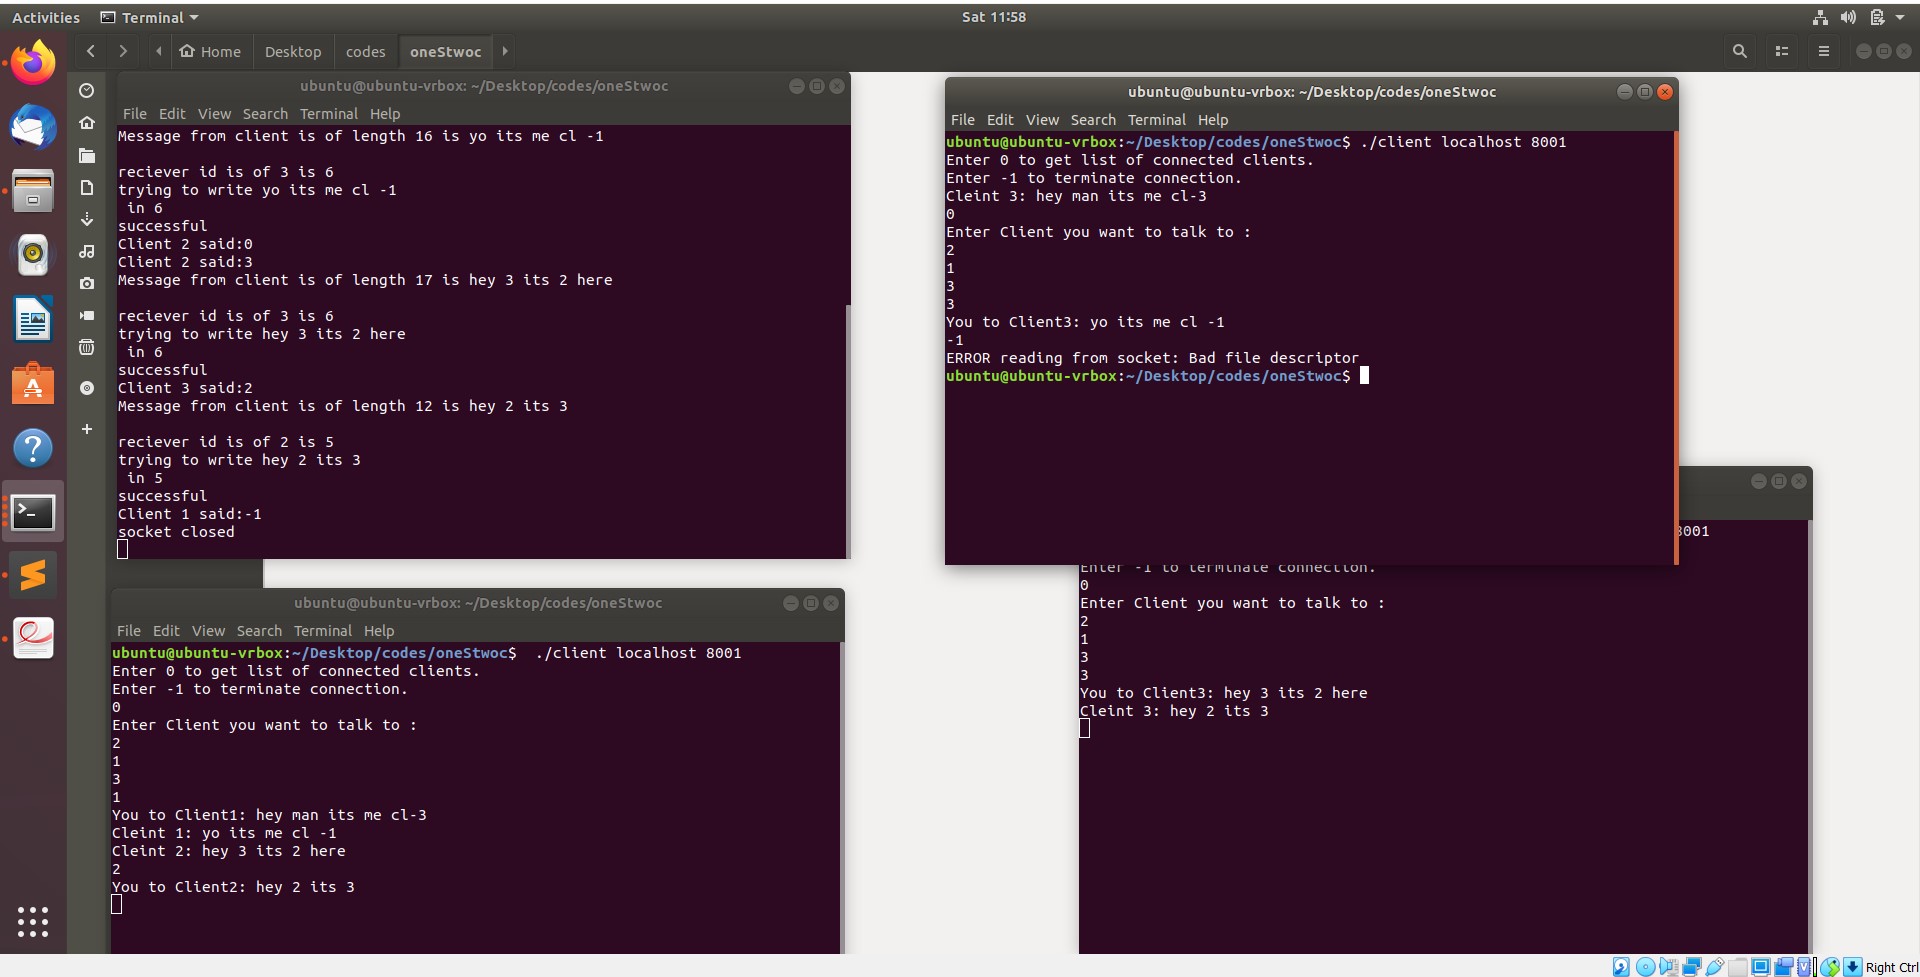 Activities Terminal Sat 11:58
Home Desktop codes oneStwoc
ubuntu@ubuntu-vrbox: ~/Desktop/codes/oneStwoc
File Edit View Search Terminal Help
Message from client is of length 16 is yo its me cl -1
reciever id is of 3 is 6
trying to write yo its me cl -1
in 6
successful
Client 2 said:0
Client 2 said:3
Message from client is of length 17 is hey 3 its 2 here
reciever id is of 3 is 6
trying to write hey 3 its 2 here
in 6
successful
Client 3 said:2
Message from client is of length 12 is hey 2 its 3
reciever id is of 2 is 5
trying to write hey 2 its 3
in 5
successful
Client 1 said:-1
socket closed
ubuntu@ubuntu-vrbox: ~/Desktop/codes/oneStwoc
File Edit View Search Terminal Help
ubuntu@ubuntu-vrbox:~/Desktop/codes/oneStwoc$ ./client localhost 8001
Enter 0 to get list of connected clients.
Enter -1 to terminate connection.
Cleint 3: hey man its me cl-3
0
Enter Client you want to talk to :
2
1
3
3
You to Client3: yo its me cl -1
-1
ERROR reading from socket: Bad file descriptor
ubuntu@ubuntu-vrbox:~/Desktop/codes/oneStwoc$
ubuntu@ubuntu-vrbox: ~/Desktop/codes/oneStwoc
File Edit View Search Terminal Help
ubuntu@ubuntu-vrbox:~/Desktop/codes/oneStwoc$ ./client localhost 8001
Enter 0 to get list of connected clients.
Enter -1 to terminate connection.
0
Enter Client you want to talk to :
2
1
3
1
You to Client1: hey man its me cl-3
Cleint 1: yo its me cl -1
Cleint 2: hey 3 its 2 here
2
You to Client2: hey 2 its 3
8001
Enter -1 to terminate connection.
0
Enter Client you want to talk to :
2
1
3
3
You to Client3: hey 3 its 2 here
Cleint 3: hey 2 its 3
Right Ctrl